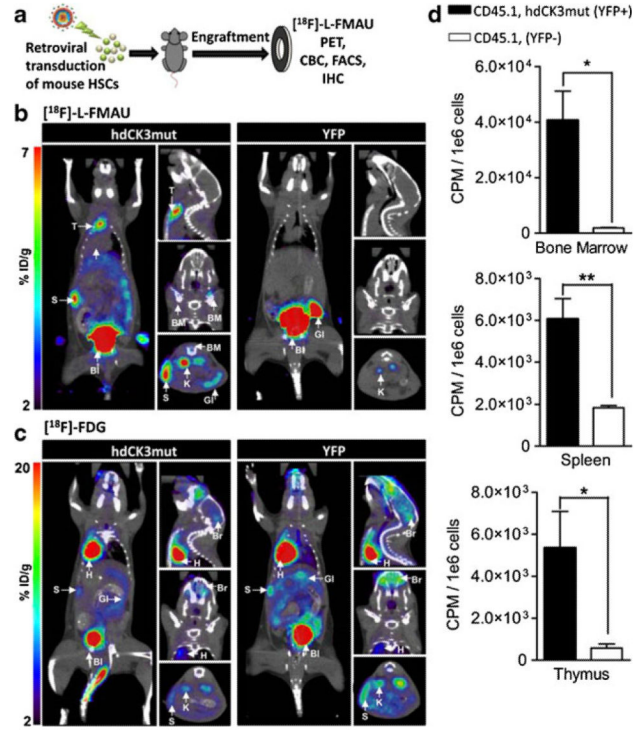 a
Retroviral
transduction
of mouse HSCs
Engraftment
[¹⁸F]-L-FMAU
PET,
CBC, FACS,
IHC
b
[¹⁸F]-L-FMAU
hdCK3mut
YFP
7
% ID/g
2
T
S
Bl
T
BM
BM
BM
S
K
GI
GI
Bl
K
c
[¹⁸F]-FDG
hdCK3mut
YFP
20
% ID/g
2
H
S
GI
Bl
Br
H
Br
H
K
S
H
GI
S
Bl
Br
H
Br
H
K
S
d
CD45.1, hdCK3mut (YFP+)
CD45.1, (YFP-)
CPM / 1e6 cells
6.0×10⁴
4.0×10⁴
2.0×10⁴
0
*
Bone Marrow
CPM / 1e6 cells
8.0×10³
6.0×10³
4.0×10³
2.0×10³
0
**
Spleen
CPM / 1e6 cells
8.0×10³
6.0×10³
4.0×10³
2.0×10³
0
*
Thymus